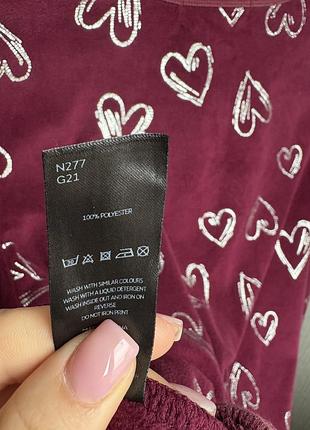 N277
G21
100% POLYESTER
WASH WITH SIMILAR COLOURS
WASH WITH A LIQUID DETERGENT
WASH INSIDE OUT AND IRON ON
REVERSE
DO NOT IRON PRINT